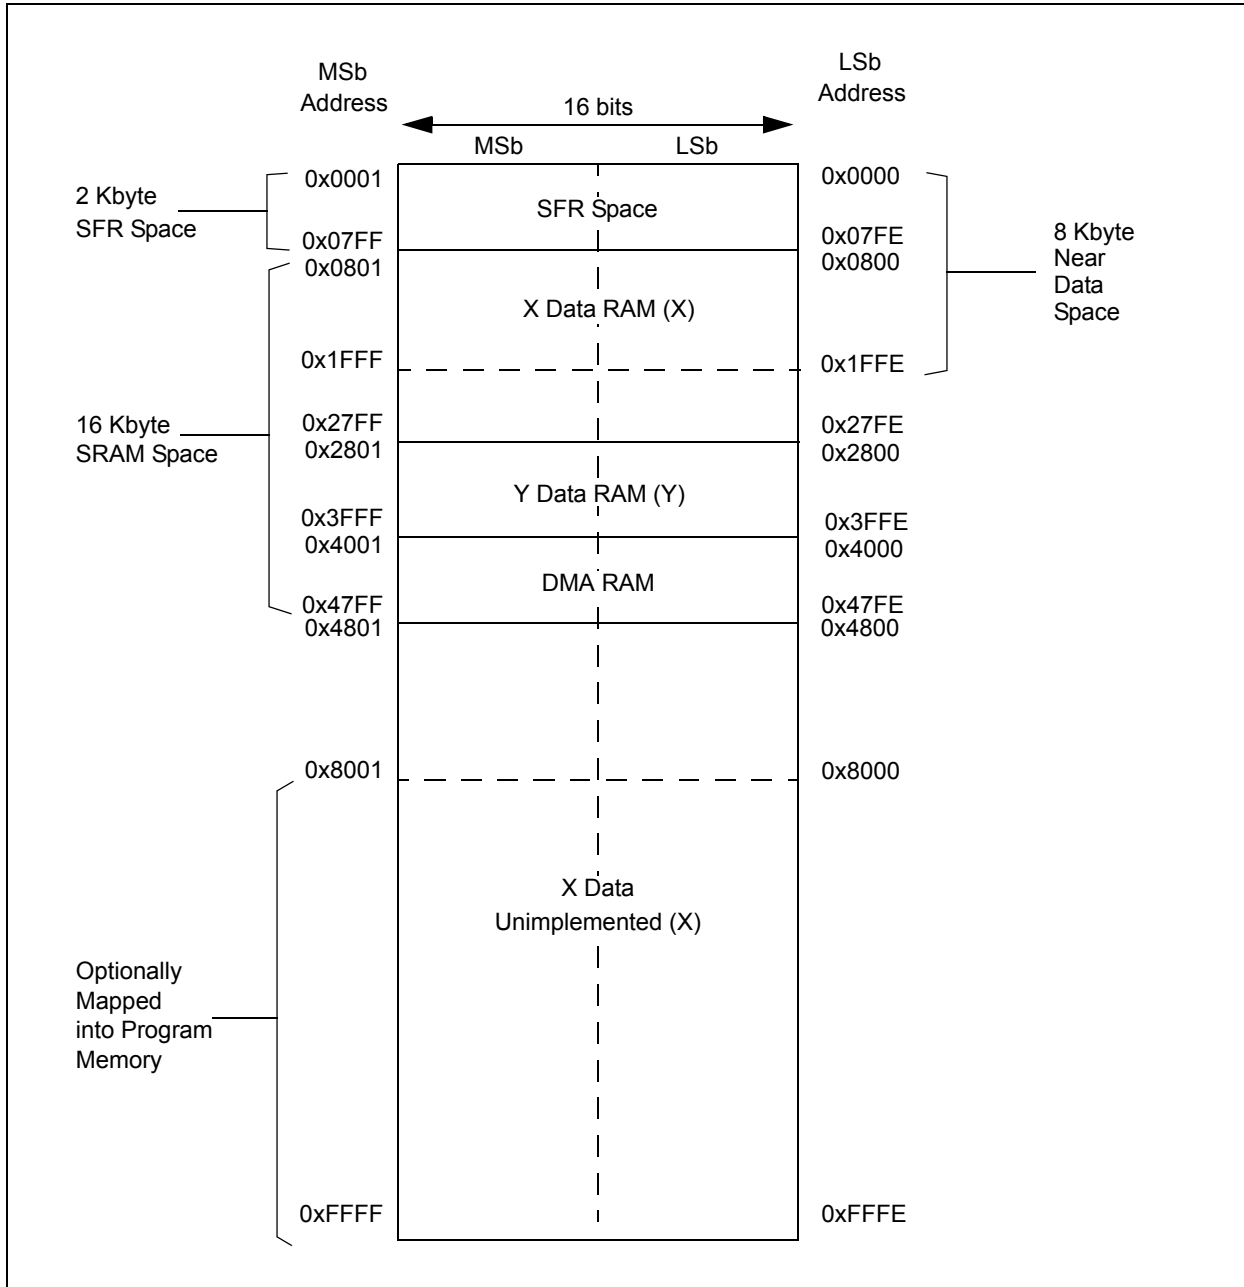 MSb
Address
LSb
Address
16 bits
MSb
LSb
2 Kbyte
SFR Space
0x0001
SFR Space
0x0000
0x07FF
0x07FE
0x0801
0x0800
8 Kbyte
Near
Data
Space
X Data RAM (X)
0x1FFF
0x1FFE
16 Kbyte
SRAM Space
0x27FF
0x27FE
0x2801
0x2800
Y Data RAM (Y)
0x3FFF
0x3FFE
0x4001
0x4000
DMA RAM
0x47FF
0x47FE
0x4801
0x4800
0x8001
0x8000
X Data
Unimplemented (X)
Optionally
Mapped
into Program
Memory
0xFFFF
0xFFFE